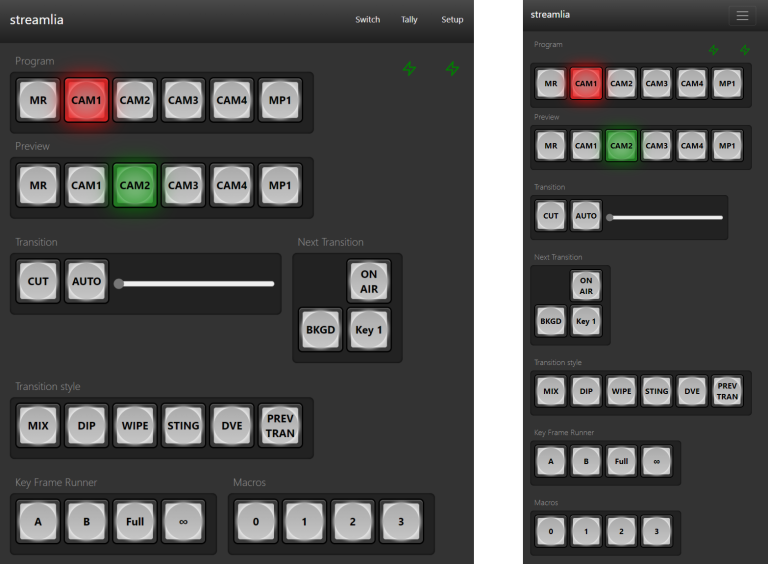 streamlia
Switch Tally Setup
Program
MR CAM1 CAM2 CAM3 CAM4 MP1
Preview
MR CAM1 CAM2 CAM3 CAM4 MP1
Transition
CUT AUTO
Next Transition
ON
AIR
BKGD Key 1
Transition style
MIX DIP WIPE STING DVE PREV
TRAN
Key Frame Runner
A B Full ∞
Macros
0 1 2 3
streamlia
Program
MR CAM1 CAM2 CAM3 CAM4 MP1
Preview
MR CAM1 CAM2 CAM3 CAM4 MP1
Transition
CUT AUTO
Next Transition
ON
AIR
BKGD Key 1
Transition style
MIX DIP WIPE STING DVE PREV
TRAN
Key Frame Runner
A B Full ∞
Macros
0 1 2 3